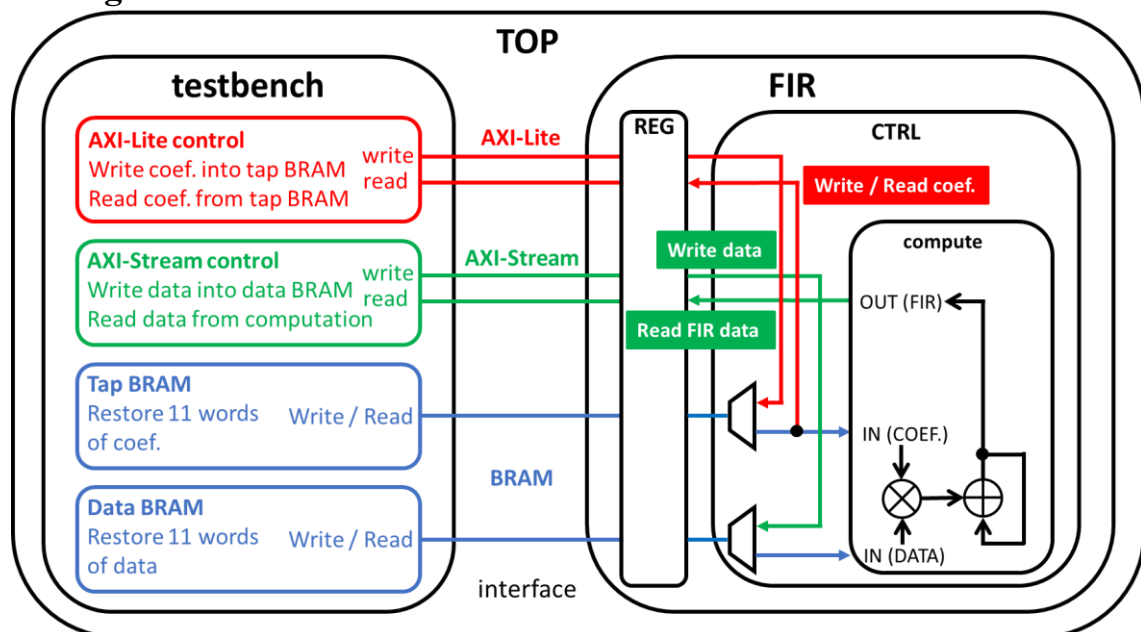 TOP
testbench
AXI-Lite control
Write coef. into tap BRAM
Read coef. from tap BRAM
write
read
AXI-Stream control
Write data into data BRAM
Read data from computation
write
read
Tap BRAM
Restore 11 words
of coef.
Write / Read
Data BRAM
Restore 11 words
of data
Write / Read
AXI-Lite
AXI-Stream
BRAM
interface
FIR
REG
CTRL
Write / Read coef.
Write data
Read FIR data
compute
OUT (FIR)
IN (COEF.)
IN (DATA)